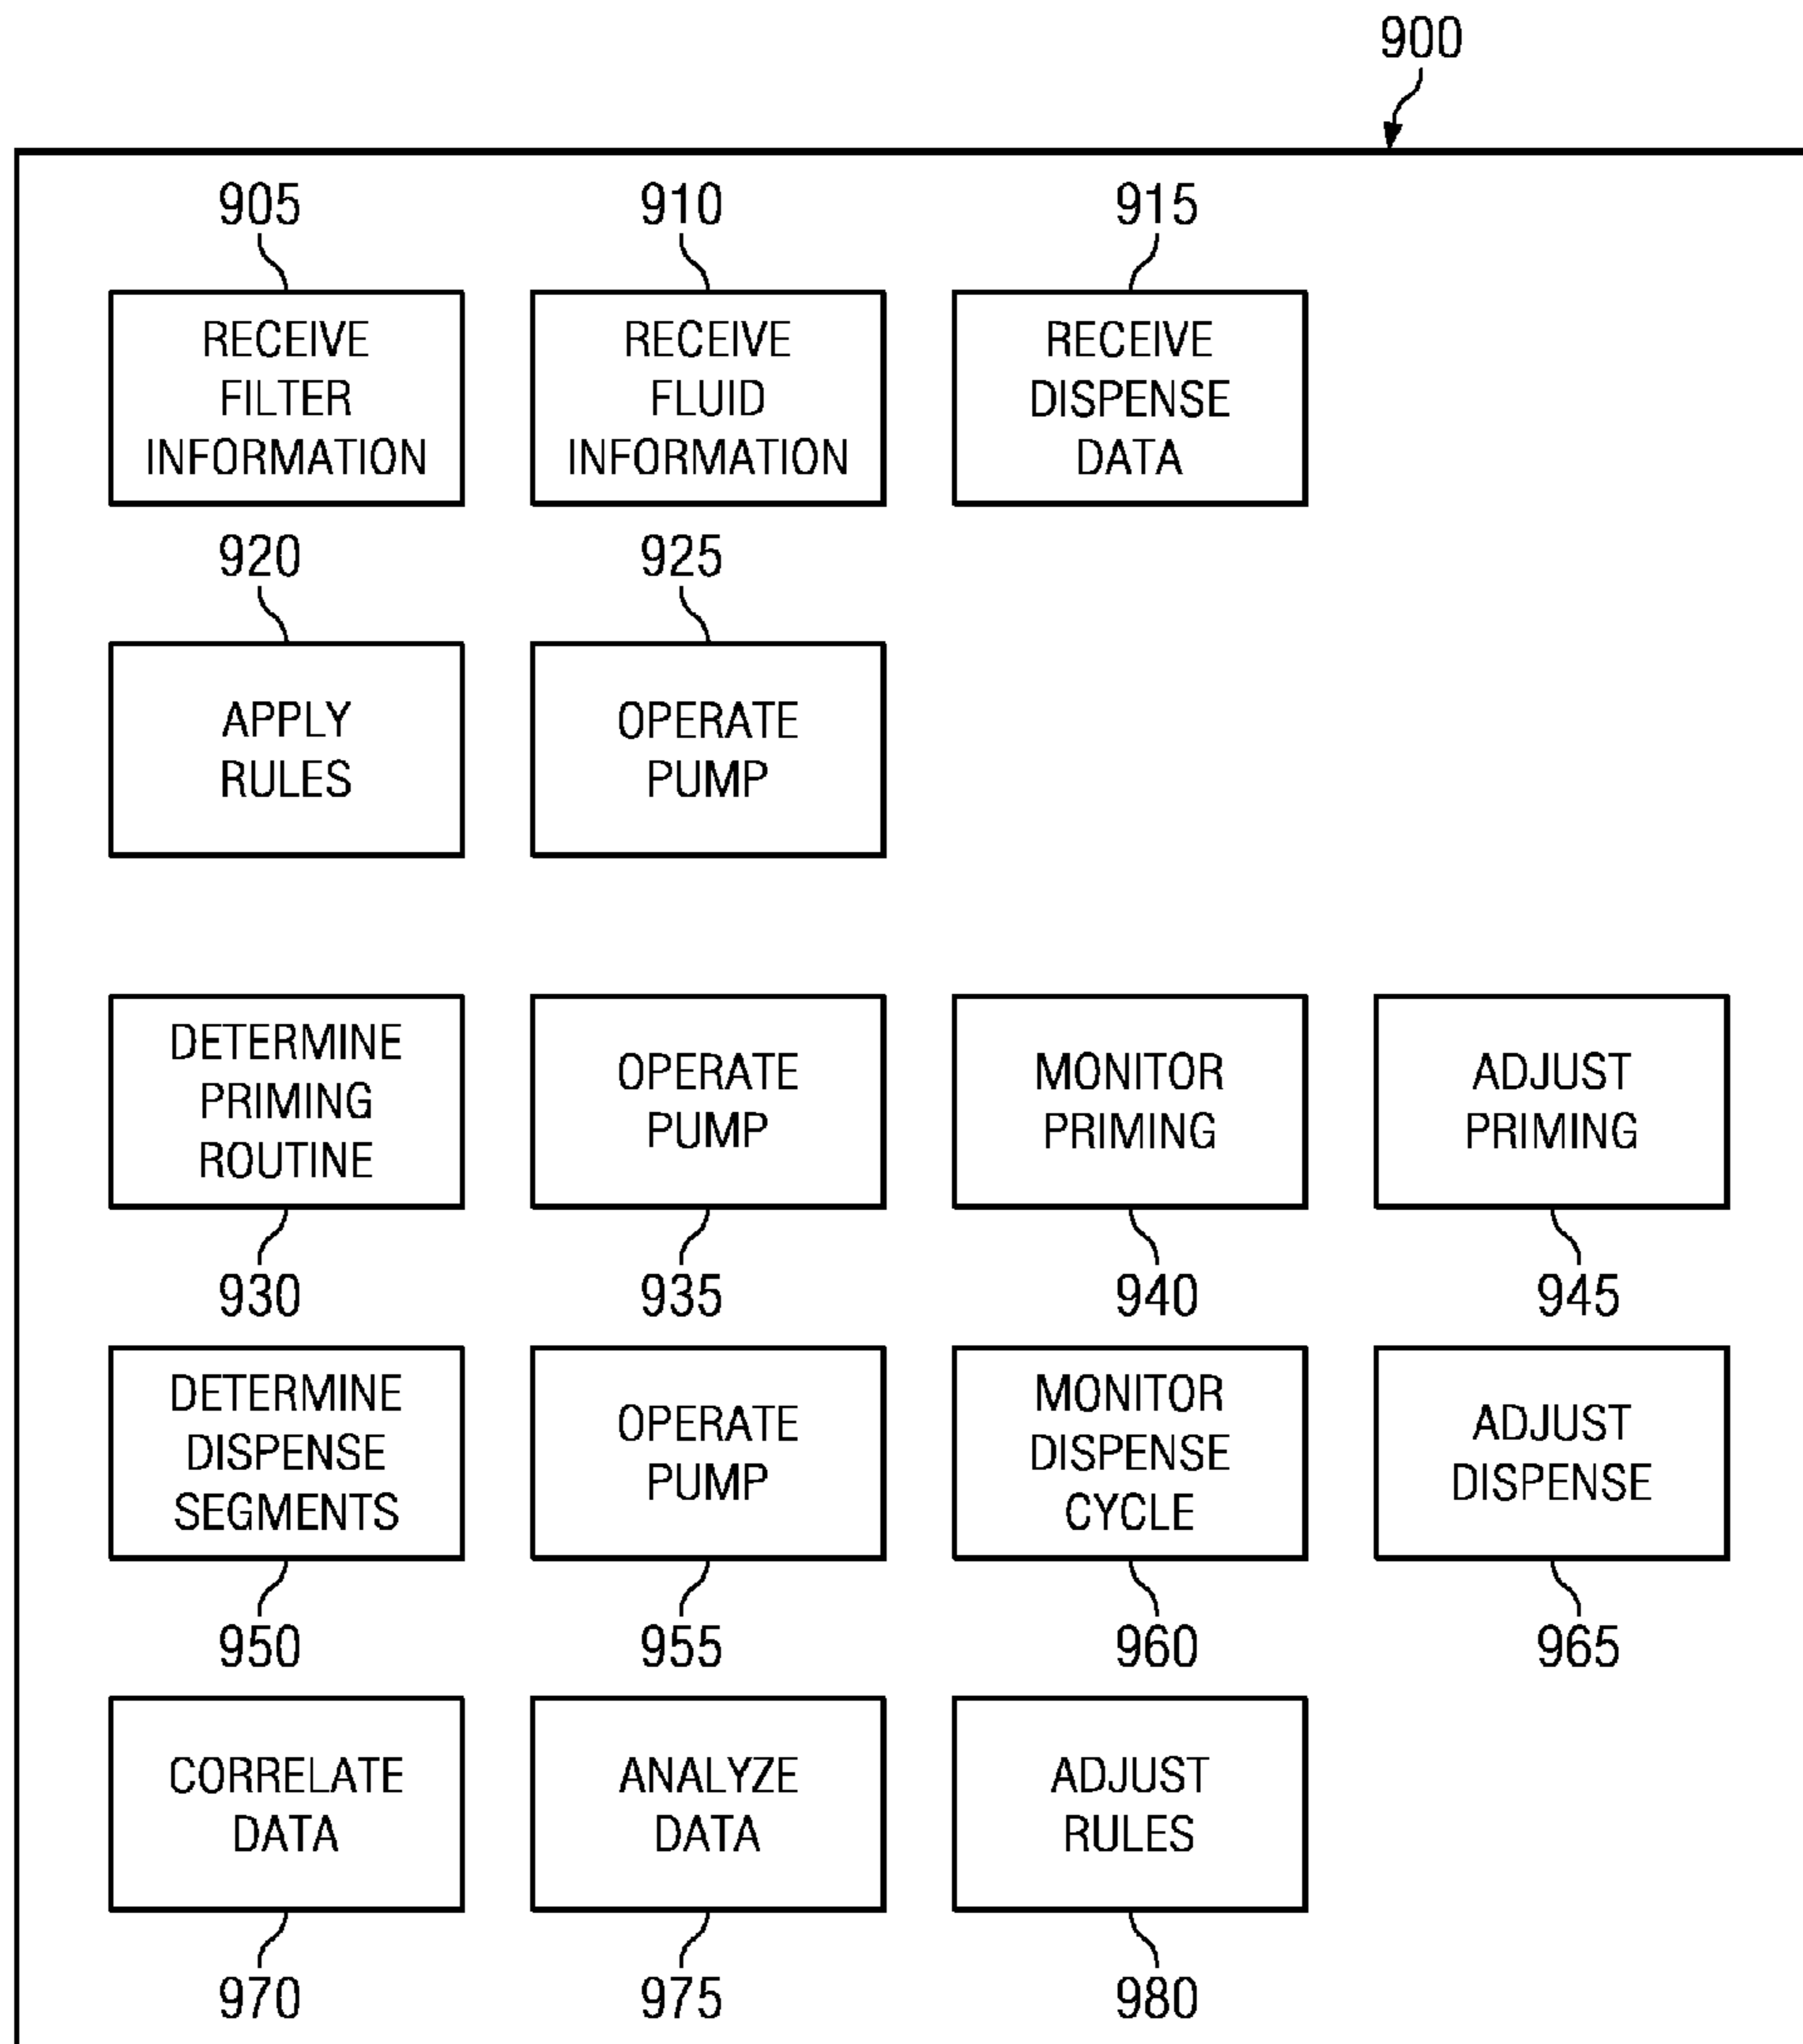 900
905 910 915
RECEIVE
FILTER
INFORMATION
RECEIVE
FLUID
INFORMATION
RECEIVE
DISPENSE
DATA
920 925
APPLY
RULES
OPERATE
PUMP
DETERMINE
PRIMING
ROUTINE
OPERATE
PUMP
MONITOR
PRIMING
ADJUST
PRIMING
930 935 940 945
DETERMINE
DISPENSE
SEGMENTS
OPERATE
PUMP
MONITOR
DISPENSE
CYCLE
ADJUST
DISPENSE
950 955 960 965
CORRELATE
DATA
ANALYZE
DATA
ADJUST
RULES
970 975 980